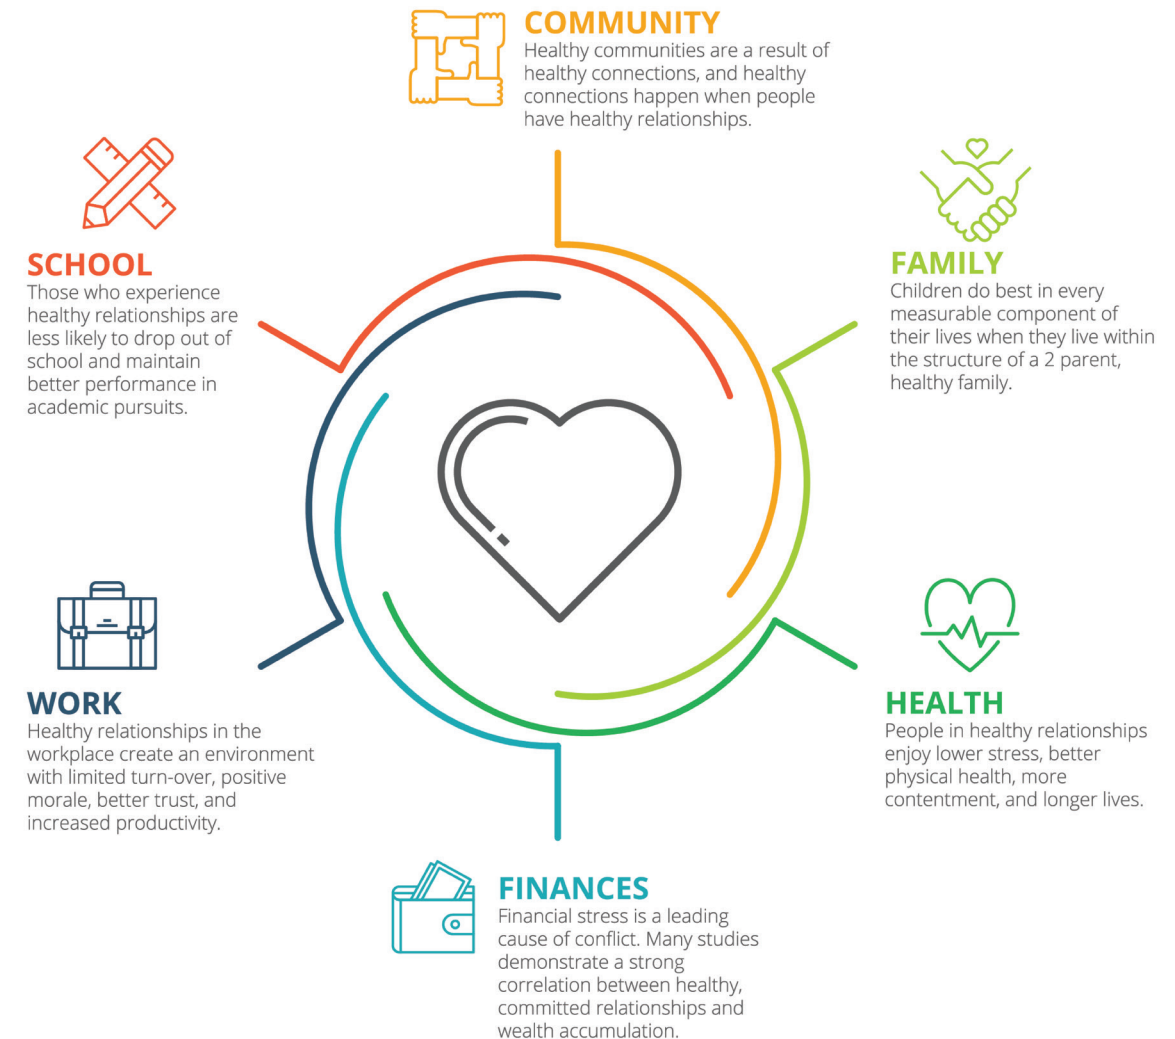 COMMUNITY
Healthy communities are a result of
healthy connections, and healthy
connections happen when people
have healthy relationships.
SCHOOL
Those who experience
healthy relationships are
less likely to drop out of
school and maintain
better performance in
academic pursuits.
FAMILY
Children do best in every
measurable component of
their lives when they live within
the structure of a 2 parent,
healthy family.
WORK
Healthy relationships in the
workplace create an environment
with limited turn-over, positive
morale, better trust, and
increased productivity.
HEALTH
People in healthy relationships
enjoy lower stress, better
physical health, more
contentment, and longer lives.
FINANCES
Financial stress is a leading
cause of conflict. Many studies
demonstrate a strong
correlation between healthy,
committed relationships and
wealth accumulation.